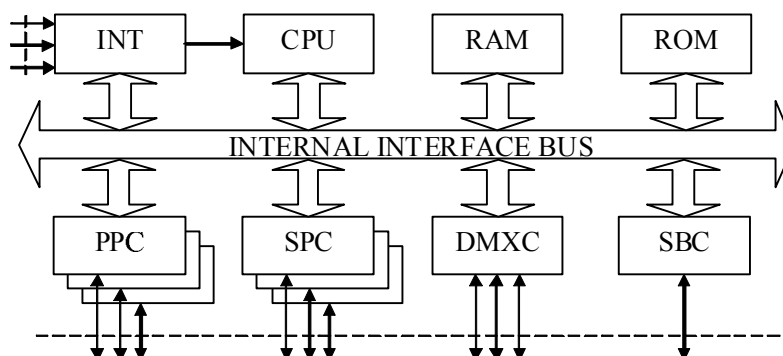 INT CPU RAM ROM
INTERNAL INTERFACE BUS
PPC SPC DMXC SBC